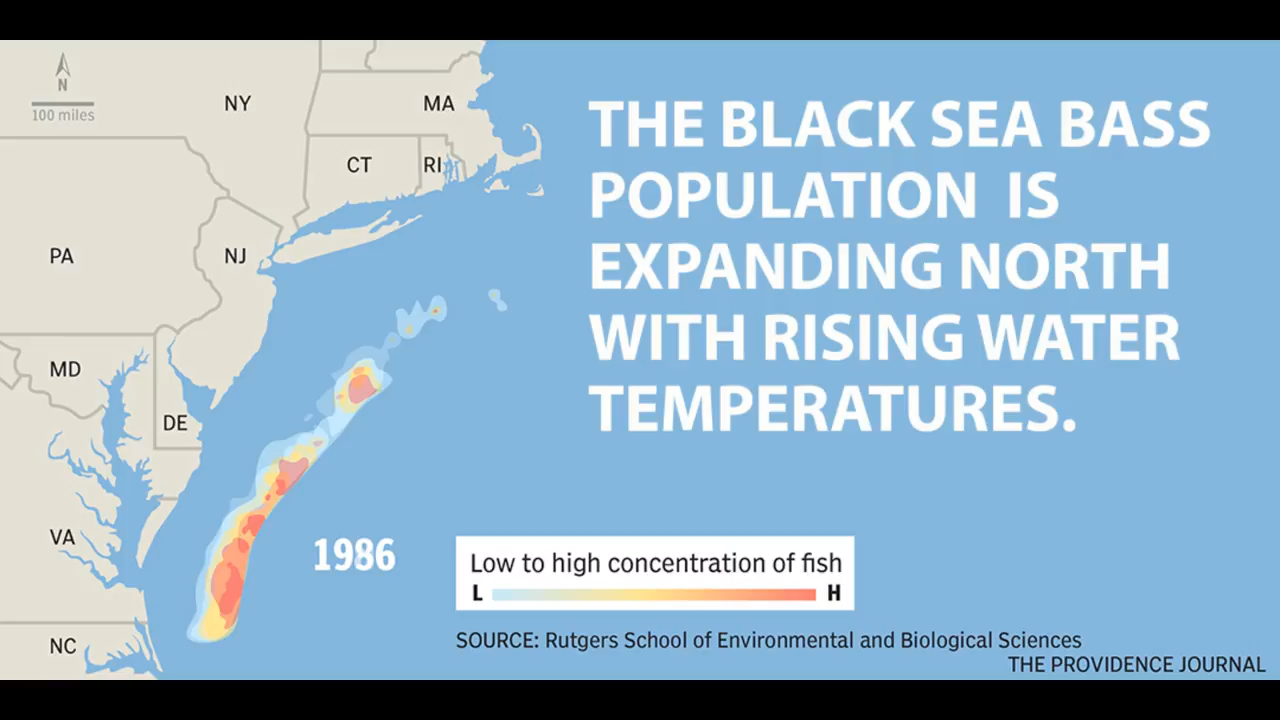 N
100 miles
NY
MA
CT
RI
PA
NJ
MD
DE
VA
NC
THE BLACK SEA BASS
POPULATION IS
EXPANDING NORTH
WITH RISING WATER
TEMPERATURES.
1986
Low to high concentration of fish
L H
SOURCE: Rutgers School of Environmental and Biological Sciences
THE PROVIDENCE JOURNAL